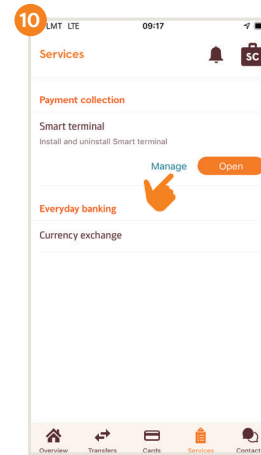 10
LMT LTE
09:17
Services
SC
Payment collection
Smart terminal
Install and uninstall Smart terminal
Manage
Open
Everyday banking
Currency exchange
Overview Transfers Cards Services Contact